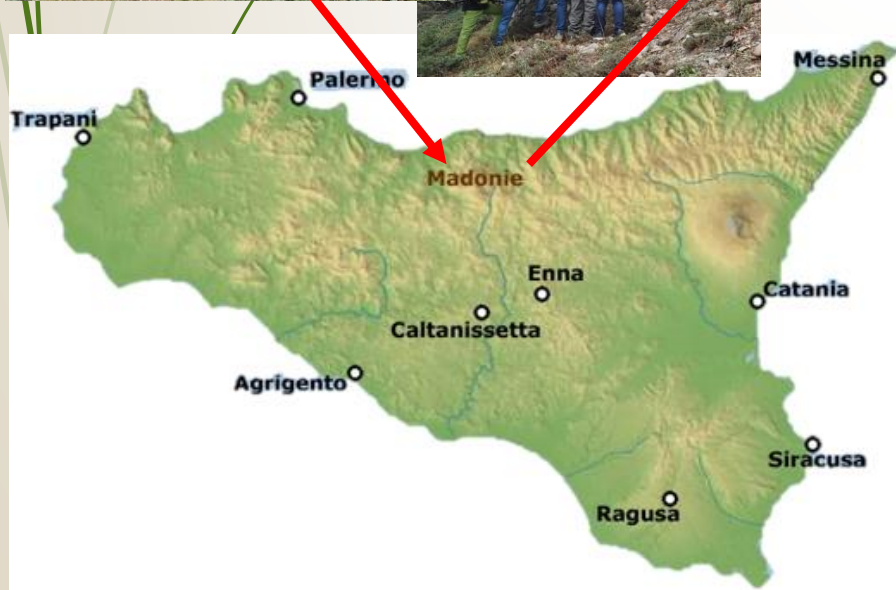 Messina
Palermo
Trapani
Madonie
Enna
Catania
Caltanissetta
Agrigento
Siracusa
Ragusa